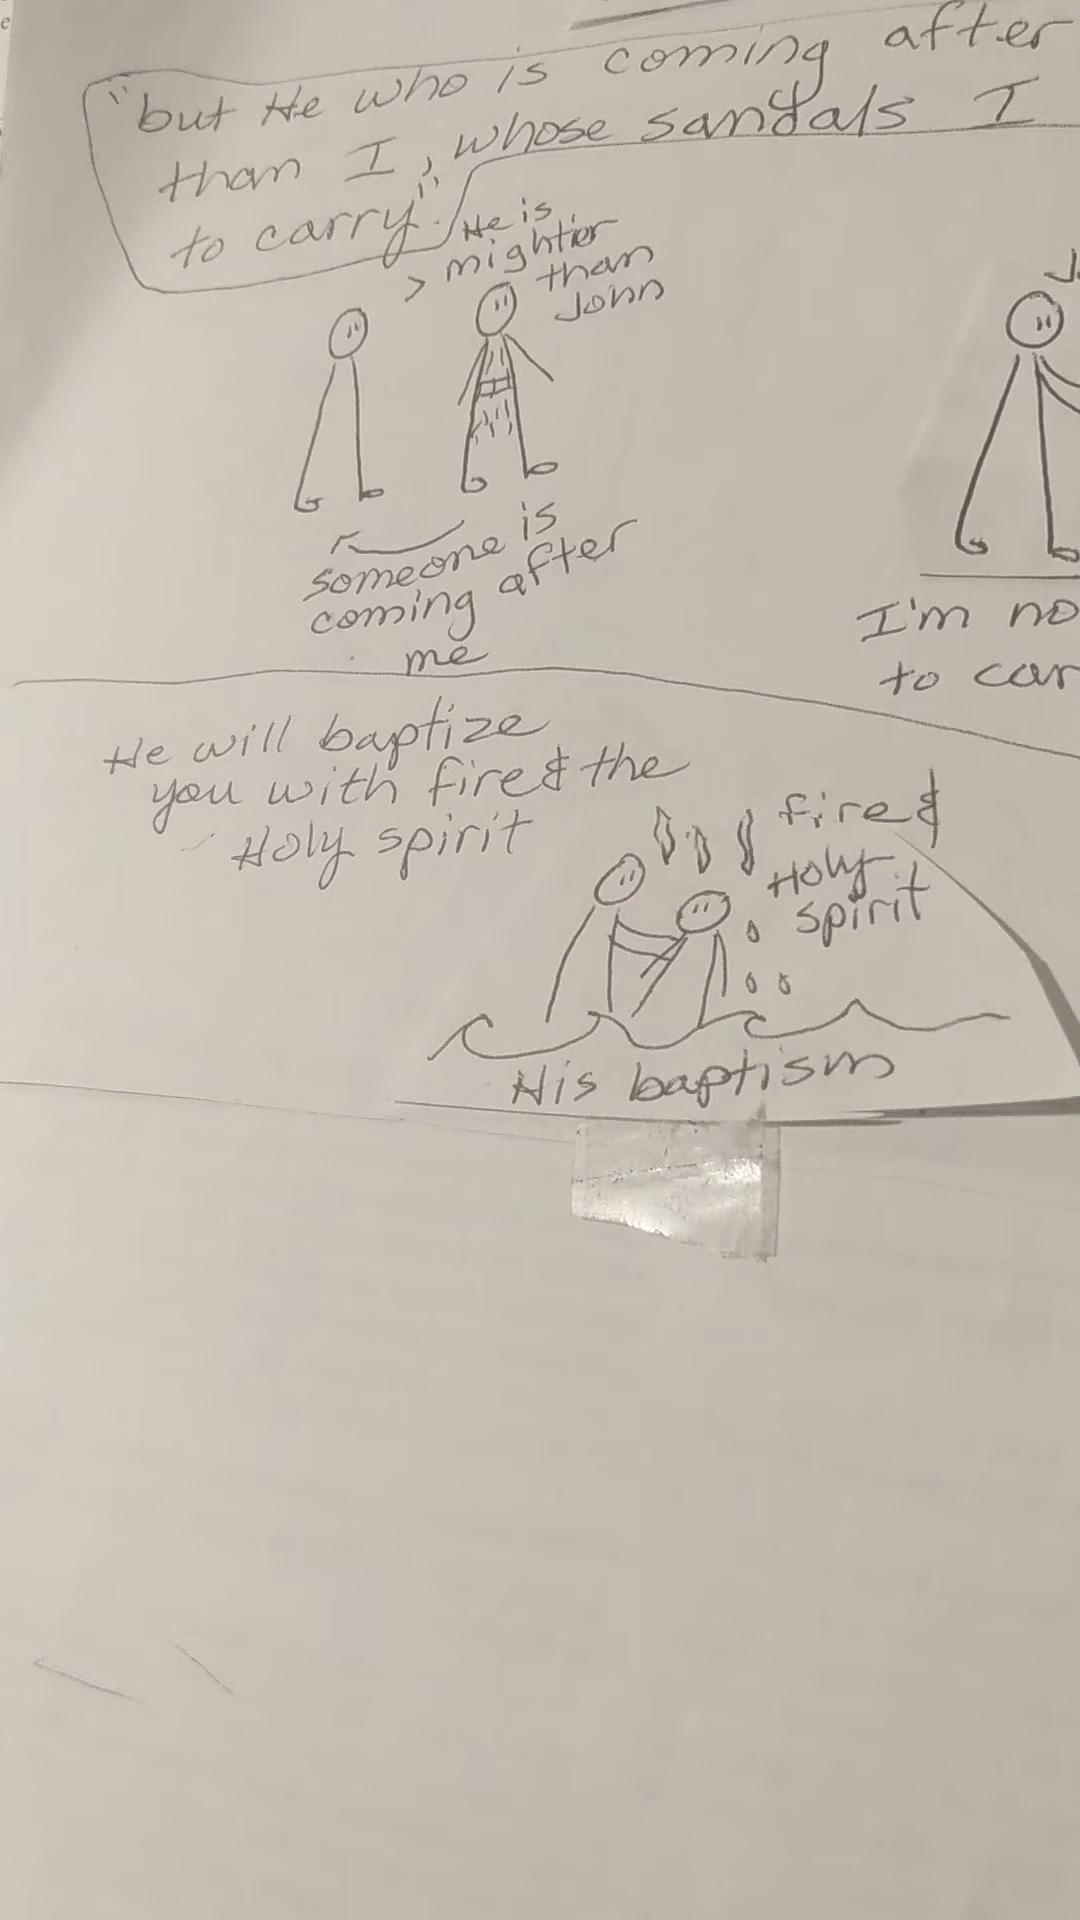 "but He who is coming after
than I, whose sandals I
to carry".
He is
> mightier
than
John
someone is
coming after
me
I'm no
to car
He will baptize
you with fire & the
Holy spirit
fire &
Holy
spirit
His baptism